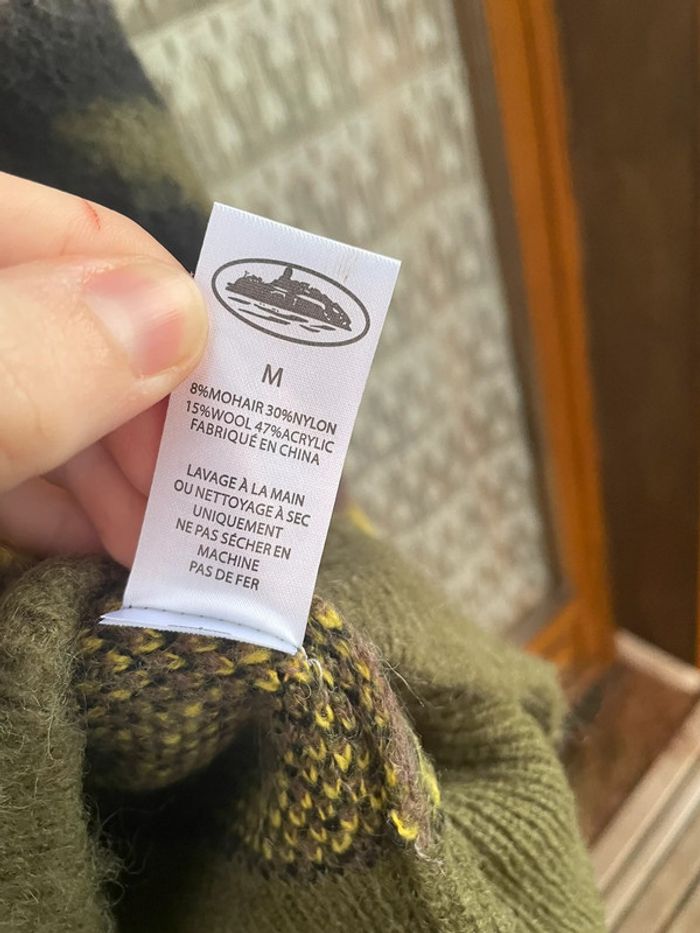 M
8%MOHAIR 30%NYLON
15%WOOL 47%ACRYLIC
FABRIQUÉ EN CHINA
LAVAGE À LA MAIN
OU NETTOYAGE À SEC
UNIQUEMENT
NE PAS SÉCHER EN
MACHINE
PAS DE FER